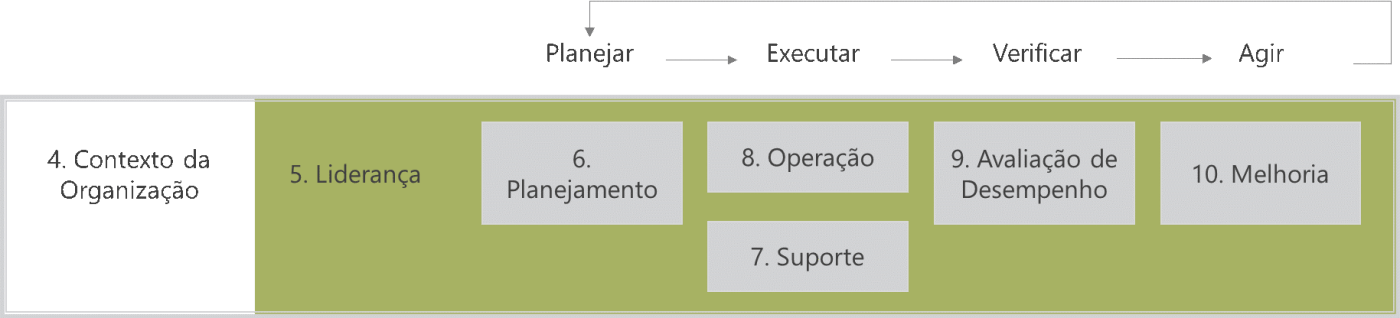 Planejar
Executar
Verificar
Agir
4. Contexto da
Organização
5. Liderança
6.
Planejamento
8. Operação
7. Suporte
9. Avaliação de
Desempenho
10. Melhoria